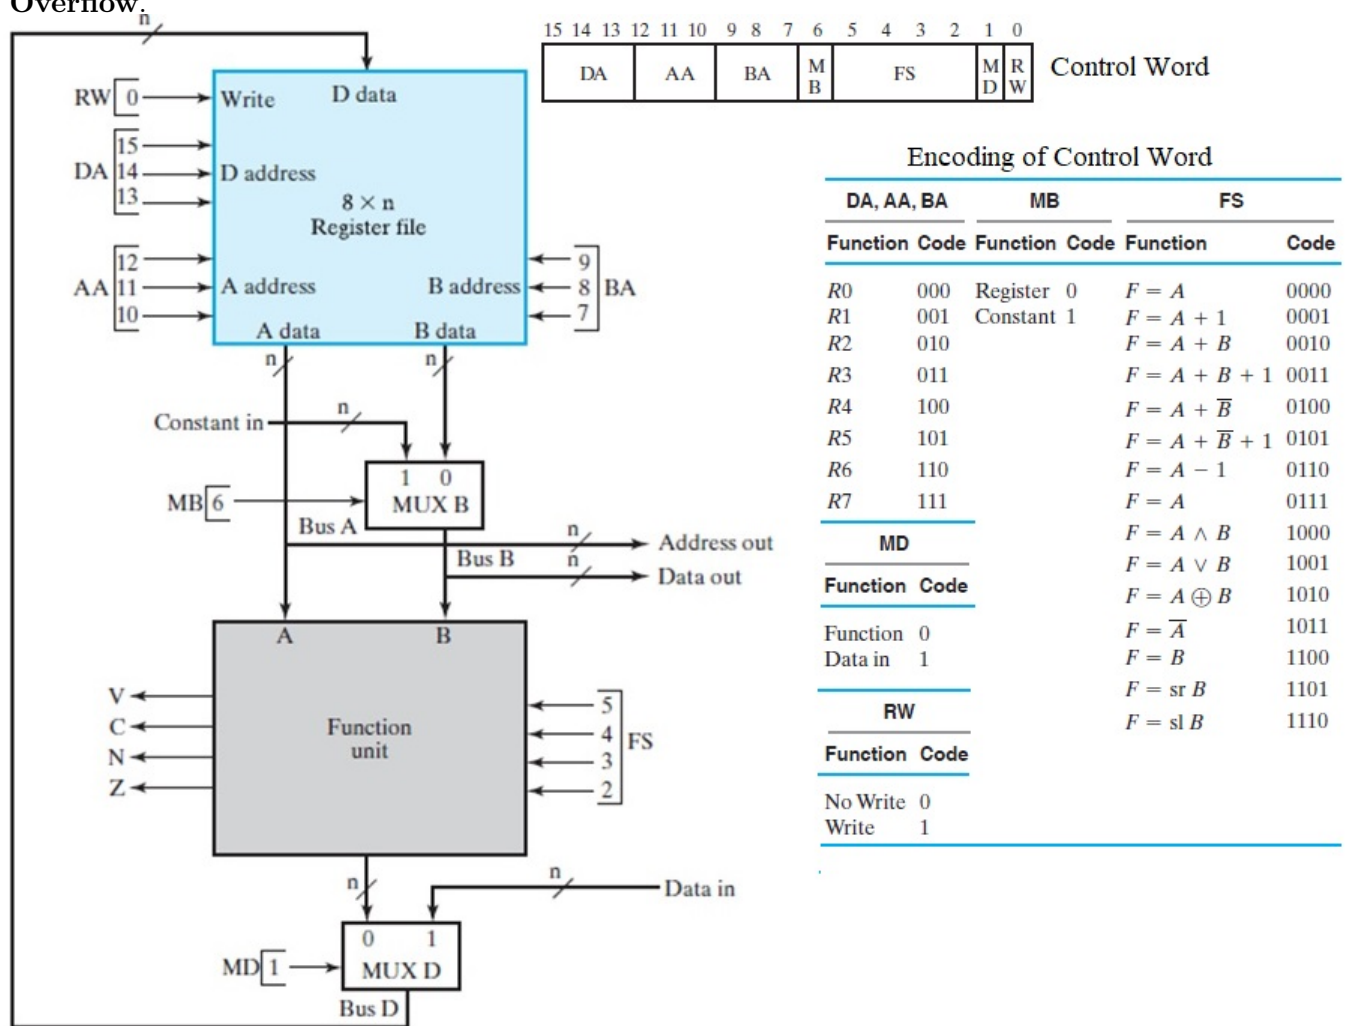 Overflow.
n
15 14 13 12 11 10 9 8 7 6 5 4 3 2 1 0
DA AA BA MB FS MD RW Control Word
RW 0 Write D data
15
DA 14 D address
13
8 × n
Register file
12 9
AA 11 A address B address 8 BA
10 7
A data B data
n n
Constant in n
1 0
MB 6 MUX B
Bus A n Address out
Bus B n Data out
A B
V 5
C Function 4 FS
N unit 3
Z 2
n n Data in
0 1
MD 1 MUX D
Bus D
Encoding of Control Word
DA, AA, BA MB FS
Function Code Function Code Function Code
R0 000 Register 0 F = A 0000
R1 001 Constant 1 F = A + 1 0001
R2 010 F = A + B 0010
R3 011 F = A + B + 1 0011
R4 100 F = A + B̅ 0100
R5 101 F = A + B̅ + 1 0101
R6 110 F = A − 1 0110
R7 111 F = A 0111
MD F = A ∧ B 1000
F = A ∨ B 1001
Function Code F = A ⊕ B 1010
Function 0 F = A̅ 1011
Data in 1 F = B 1100
F = sr B 1101
RW F = sl B 1110
Function Code
No Write 0
Write 1